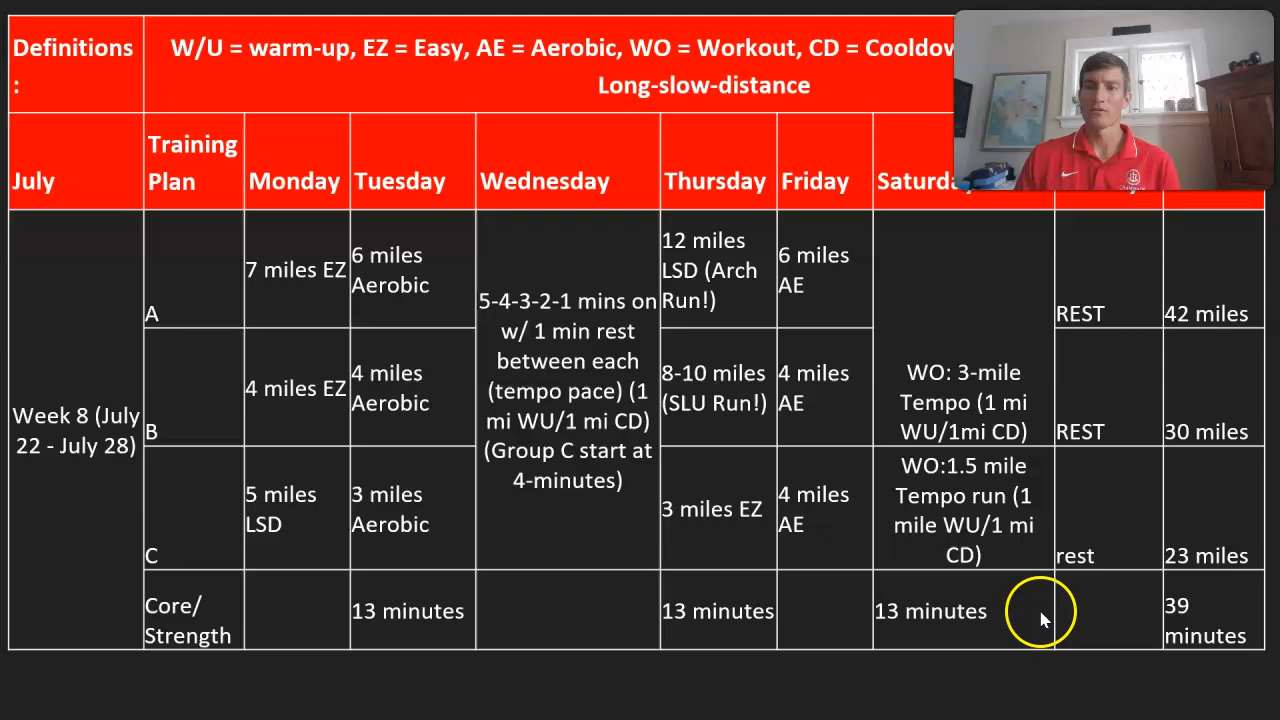 Definitions
:
W/U = warm-up, EZ = Easy, AE = Aerobic, WO = Workout, CD =
Long-slow-distance
July
Training
Plan
Monday
Tuesday
Wednesday
Thursday
Friday
Week 8 (July
22 - July 28)
A
7 miles EZ
6 miles
Aerobic
5-4-3-2-1 mins on
w/ 1 min rest
between each
(tempo pace) (1
mi WU/1 mi CD)
(Group C start at
4-minutes)
12 miles
LSD (Arch
Run!)
6 miles
AE
WO: 3-mile
Tempo (1 mi
WU/1mi CD)
REST
42 miles
B
4 miles EZ
4 miles
Aerobic
8-10 miles
(SLU Run!)
4 miles
AE
REST
30 miles
C
5 miles
LSD
3 miles
Aerobic
3 miles EZ
4 miles
AE
WO:1.5 mile
Tempo run (1
mile WU/1 mi
CD)
rest
23 miles
Core/
Strength
13 minutes
13 minutes
13 minutes
39
minutes